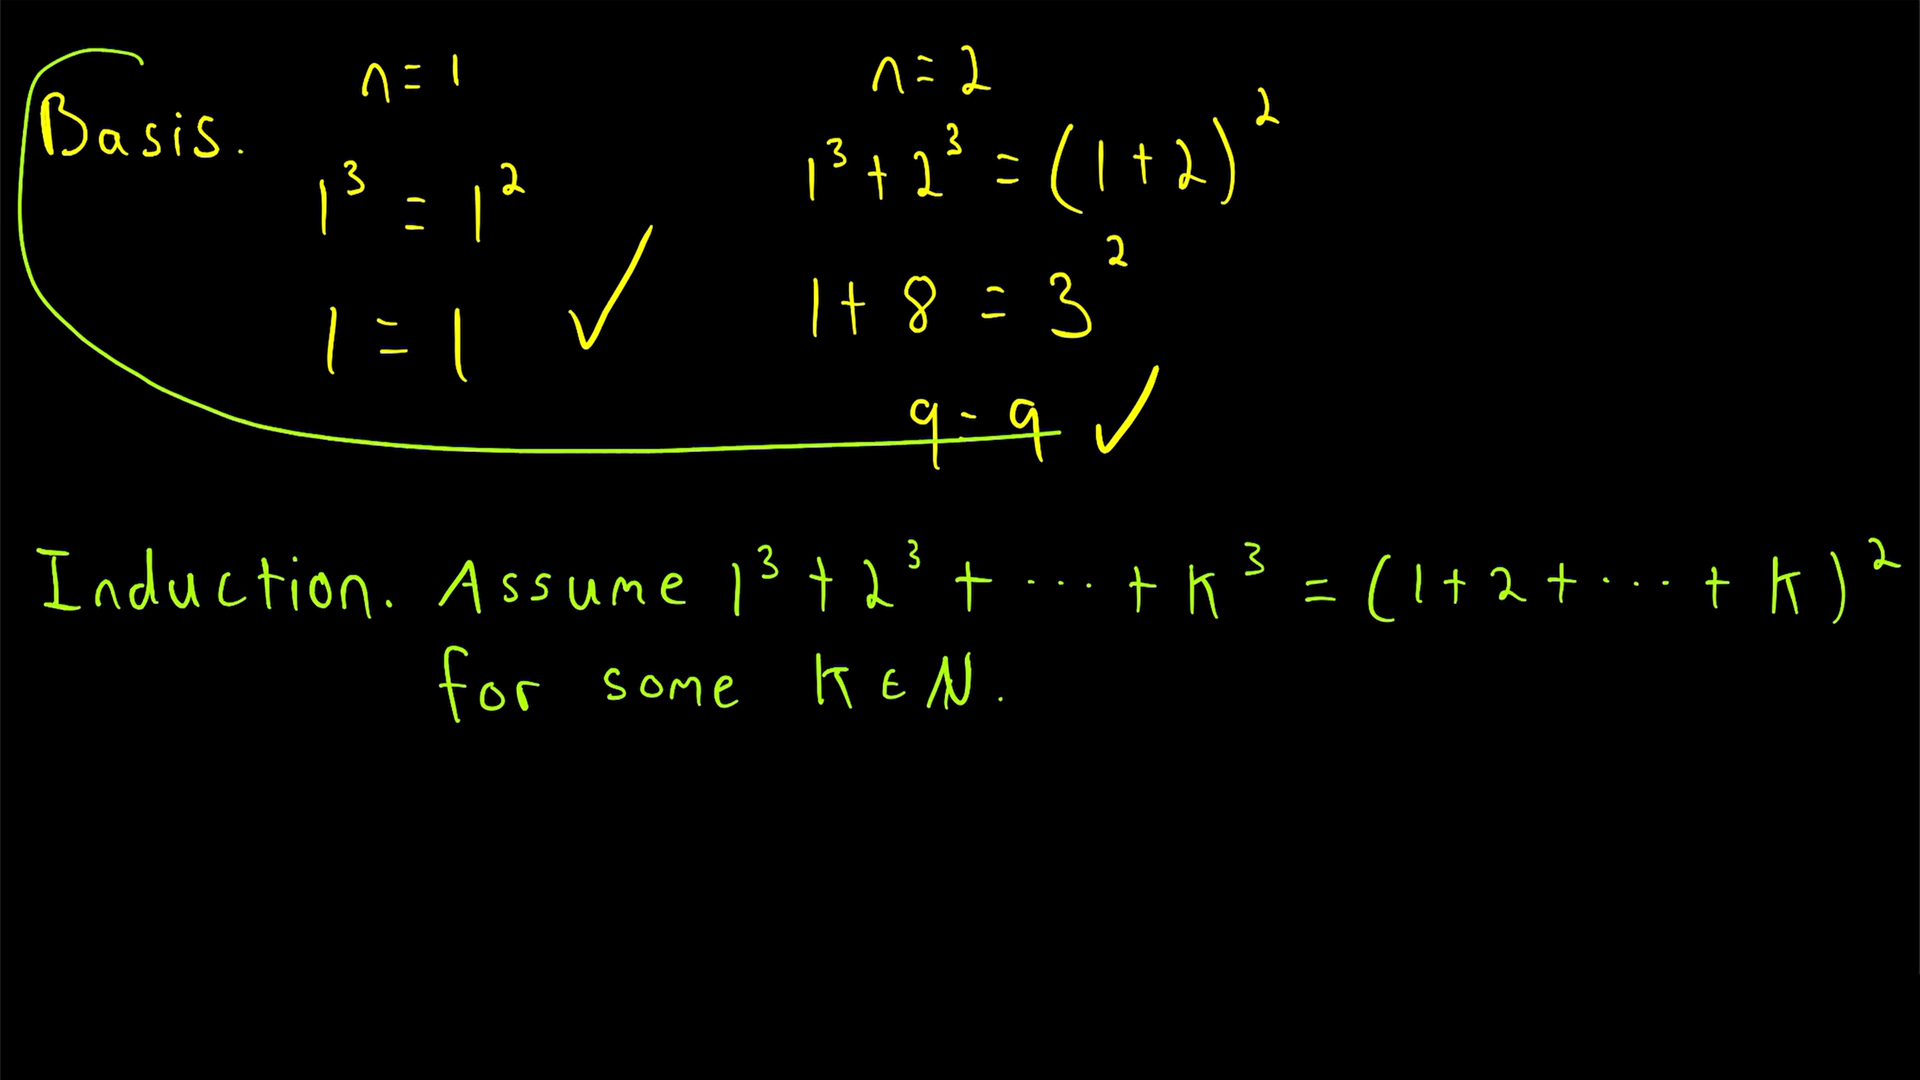 Basis.
n = 1
1³ = 1²
1 = 1 ✓
n = 2
1³ + 2³ = (1 + 2)²
1 + 8 = 3²
9 = 9 ✓
Induction. Assume 1³ + 2³ + ··· + K³ = (1 + 2 + ··· + K)²
for some K ∈ N.